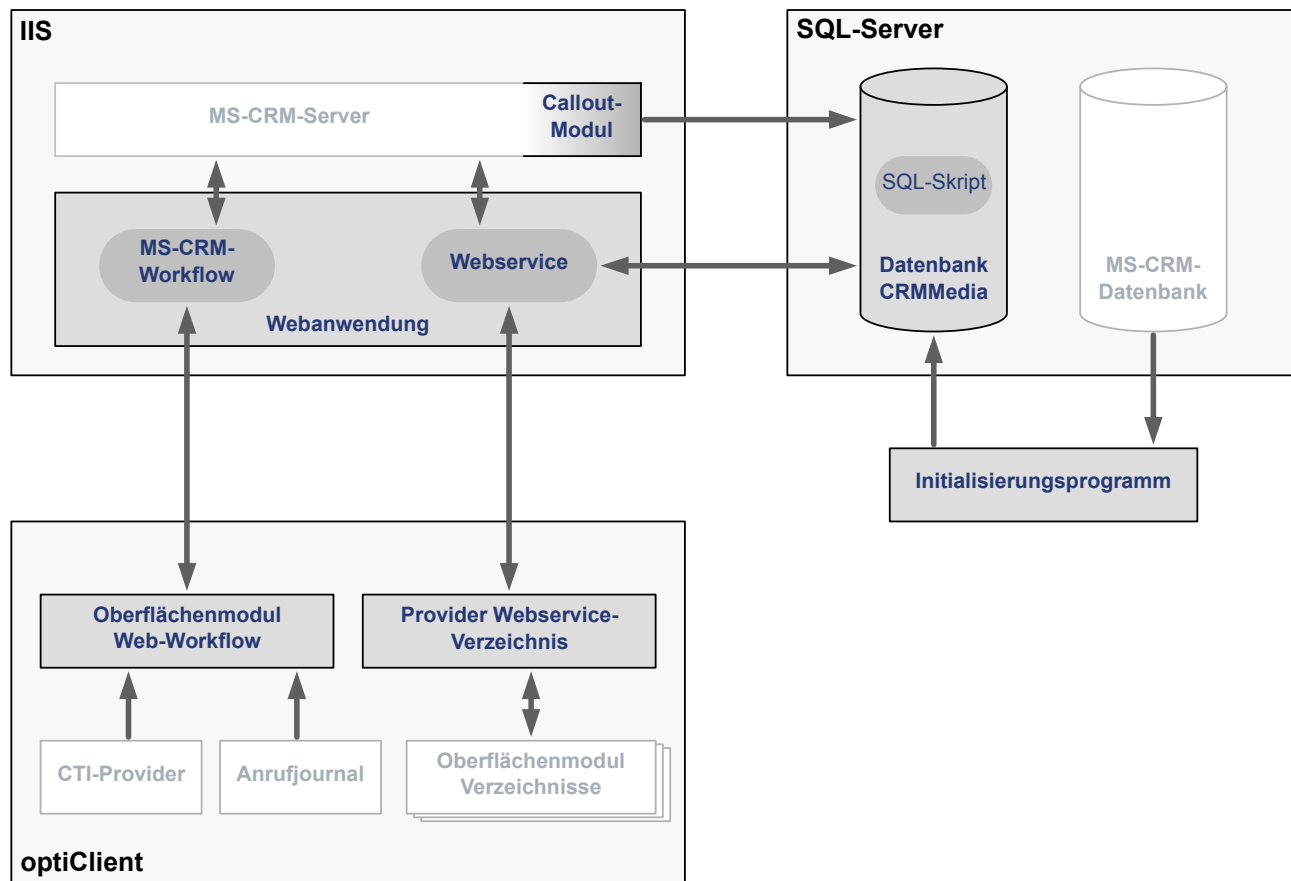 IIS
MS-CRM-Server
Callout-
Modul
MS-CRM-
Workflow
Webservice
Webanwendung
SQL-Server
SQL-Skript
Datenbank
CRMMedia
MS-CRM-
Datenbank
Initialisierungsprogramm
Oberflächenmodul
Web-Workflow
Provider Webservice-
Verzeichnis
CTI-Provider
Anrufjournal
Oberflächenmodul
Verzeichnisse
optiClient